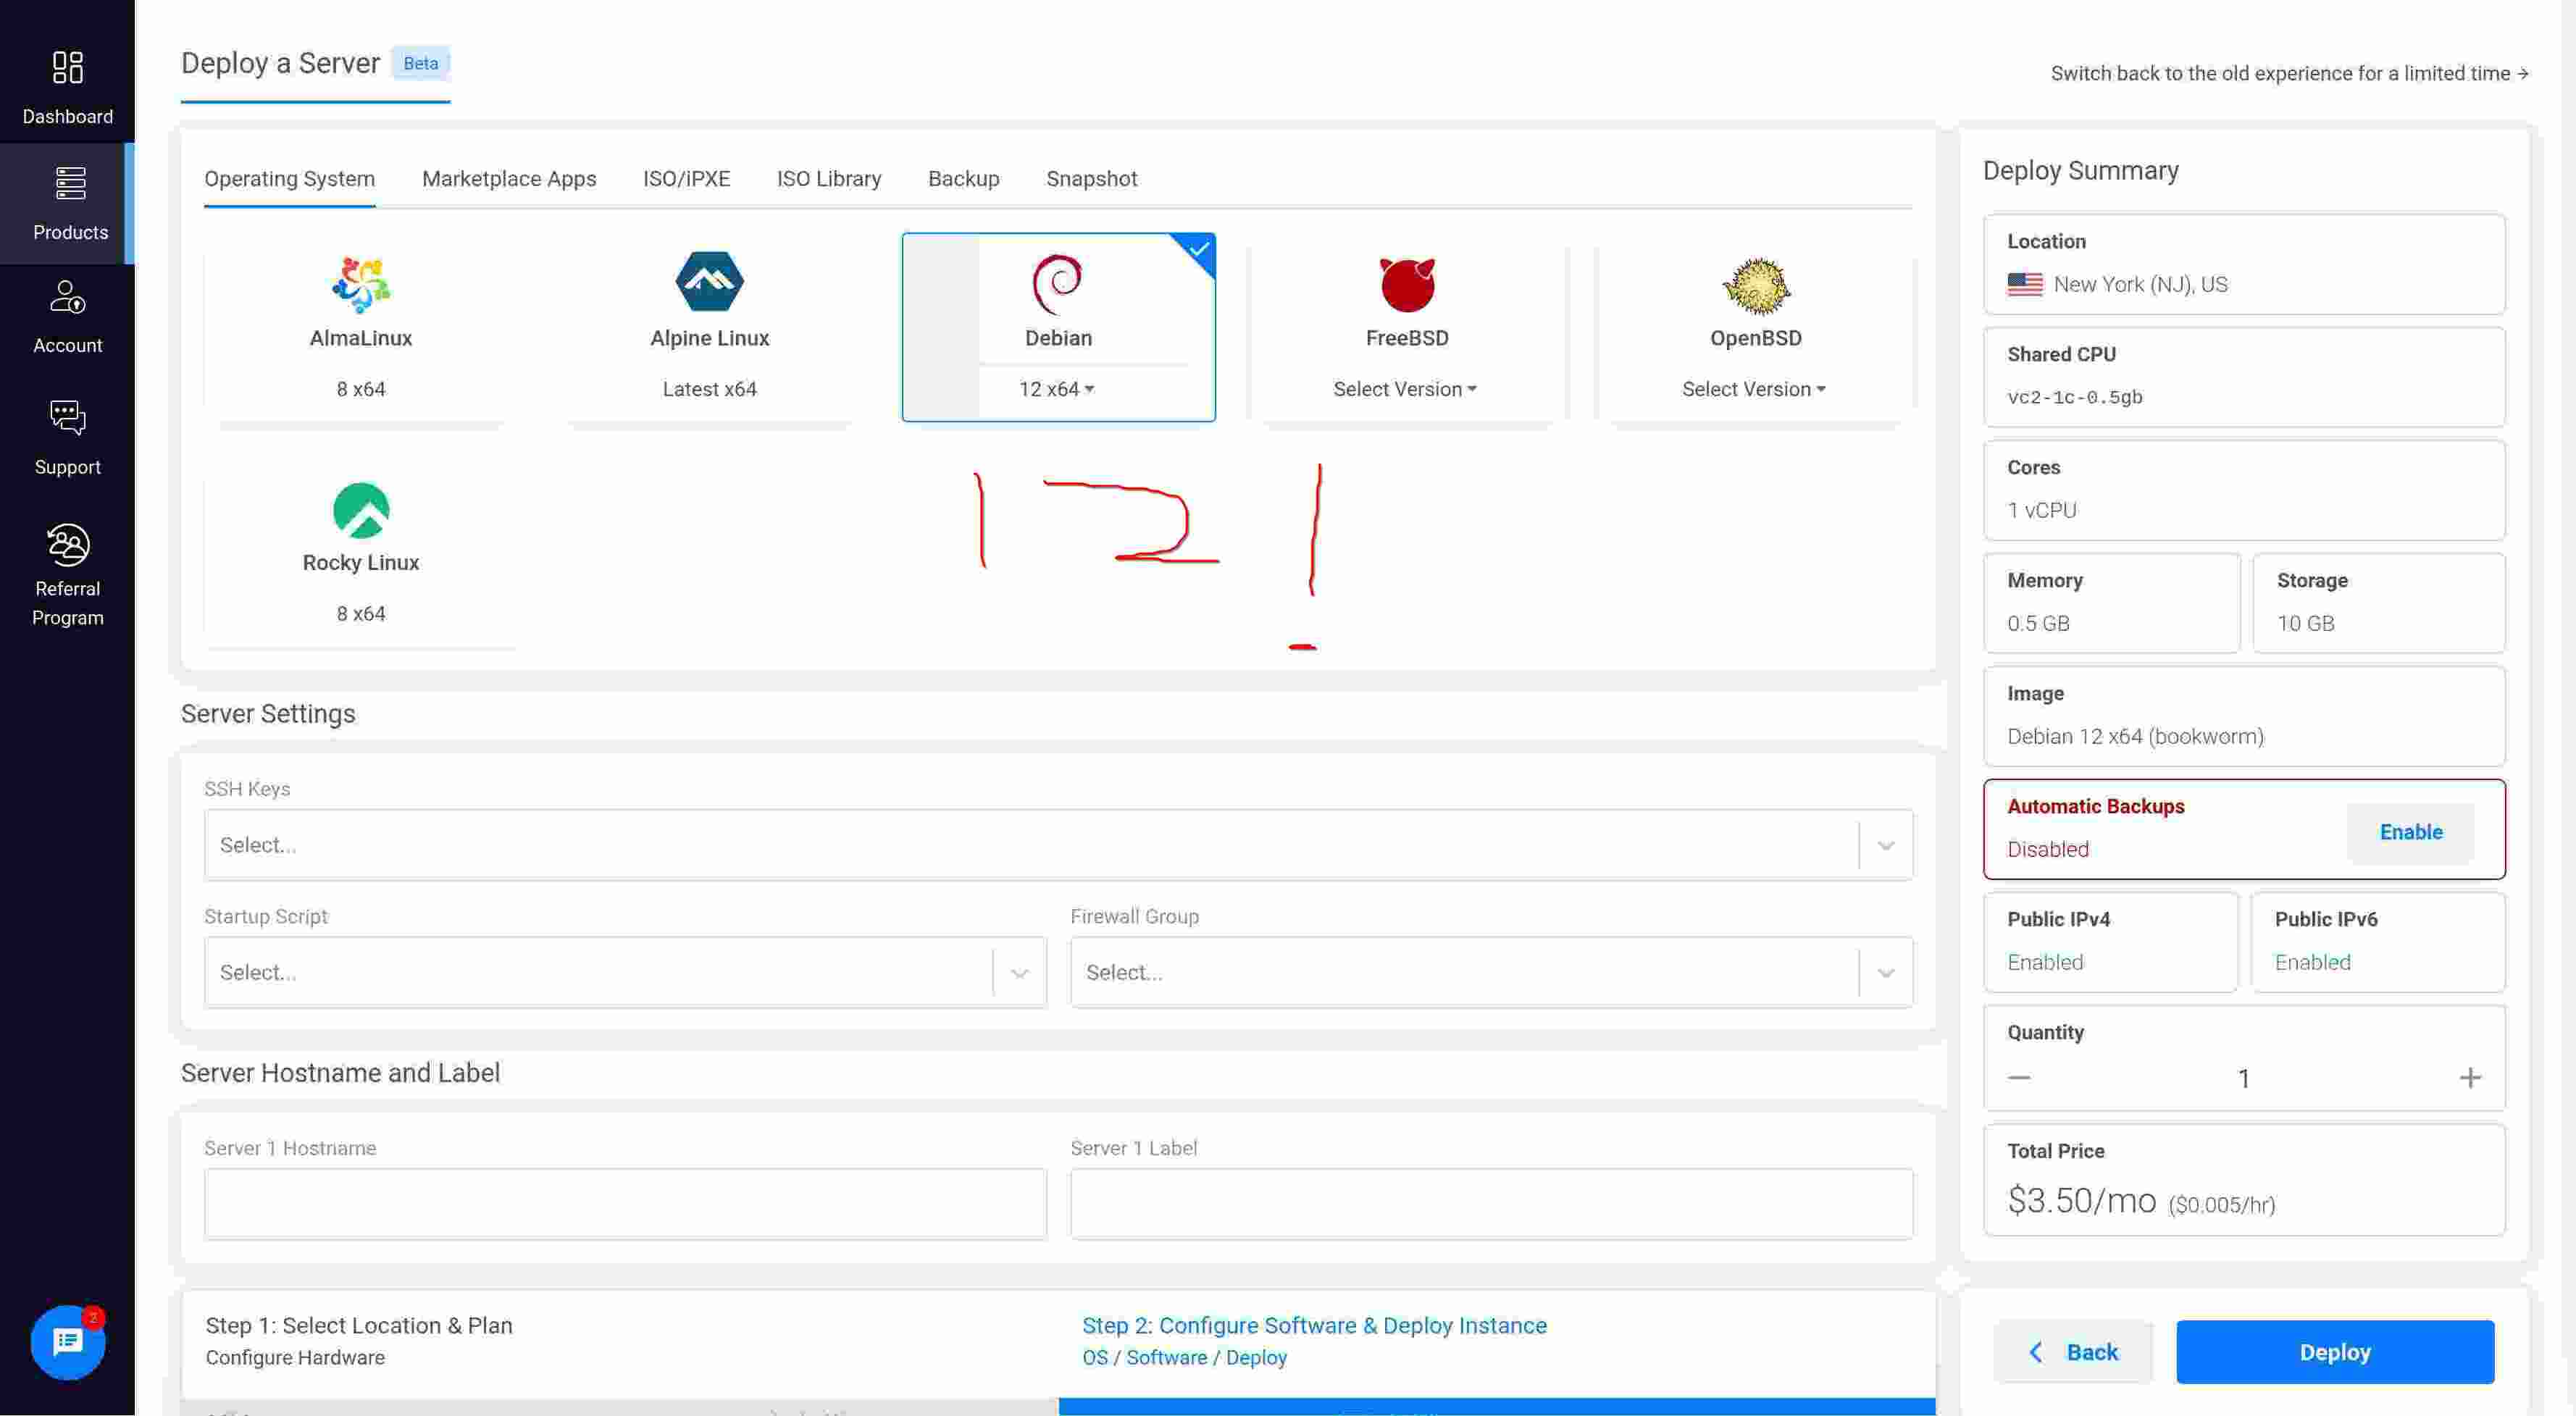 Dashboard
Products
Account
Support
Referral
Program
2
Deploy a Server Beta
Switch back to the old experience for a limited time →
Operating System Marketplace Apps ISO/iPXE ISO Library Backup Snapshot
AlmaLinux
8 x64
Alpine Linux
Latest x64
Debian
12 x64
FreeBSD
Select Version
OpenBSD
Select Version
Rocky Linux
8 x64
12!
Server Settings
SSH Keys
Select...
Startup Script
Select...
Firewall Group
Select...
Server Hostname and Label
Server 1 Hostname
Server 1 Label
Step 1: Select Location & Plan
Configure Hardware
Step 2: Configure Software & Deploy Instance
OS / Software / Deploy
Deploy Summary
Location
New York (NJ), US
Shared CPU
vc2-1c-0.5gb
Cores
1 vCPU
Memory
0.5 GB
Storage
10 GB
Image
Debian 12 x64 (bookworm)
Automatic Backups
Disabled
Enable
Public IPv4
Enabled
Public IPv6
Enabled
Quantity
1
Total Price
$3.50/mo ($0.005/hr)
Back
Deploy